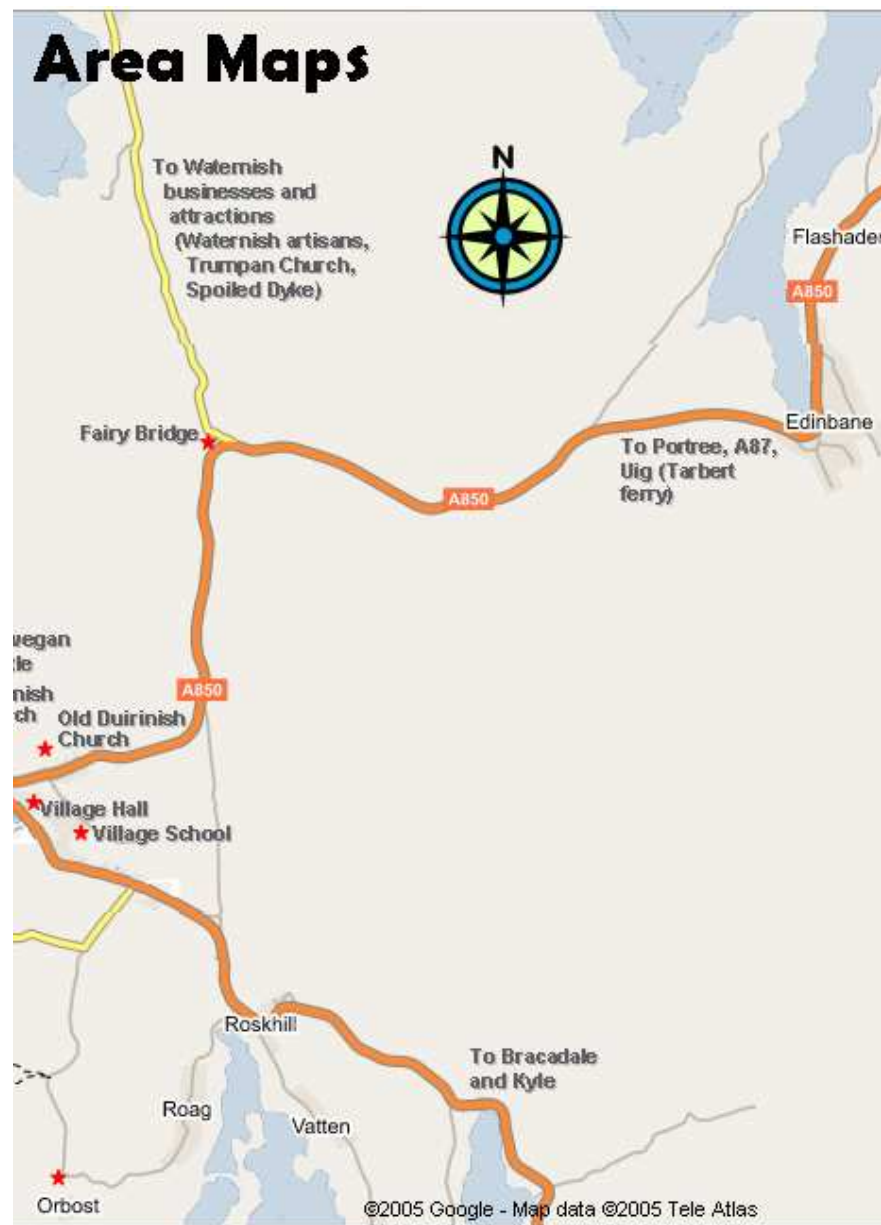 Area Maps
N
To Waternish
businesses and
attractions
(Waternish artisans,
Trumpan Church,
Spoiled Dyke)
Flashader
A850
Fairy Bridge
Edinbane
To Portree, A87,
Uig (Tarbert
ferry)
A850
vegan
nish
A850
Old Duirinish
Church
Village Hall
Village School
Roskhill
To Bracadale
and Kyle
Roag
Vatten
Orbost
©2005 Google - Map data ©2005 Tele Atlas